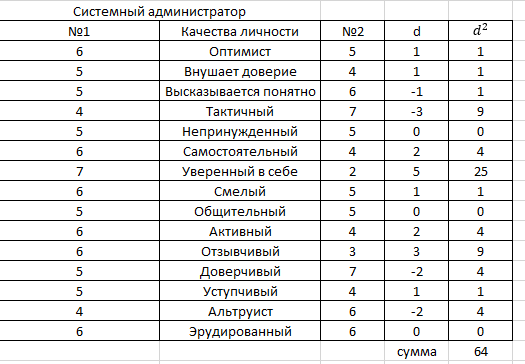 Системный администратор
№1 Качества личности №2 d d²
6 Оптимист 5 1 1
5 Внушает доверие 4 1 1
5 Высказывается понятно 6 -1 1
4 Тактичный 7 -3 9
5 Непринужденный 5 0 0
6 Самостоятельный 4 2 4
7 Уверенный в себе 2 5 25
6 Смелый 5 1 1
5 Общительный 5 0 0
6 Активный 4 2 4
6 Отзывчивый 3 3 9
5 Доверчивый 7 -2 4
5 Уступчивый 4 1 1
4 Альтруист 6 -2 4
6 Эрудированный 6 0 0
сумма 64